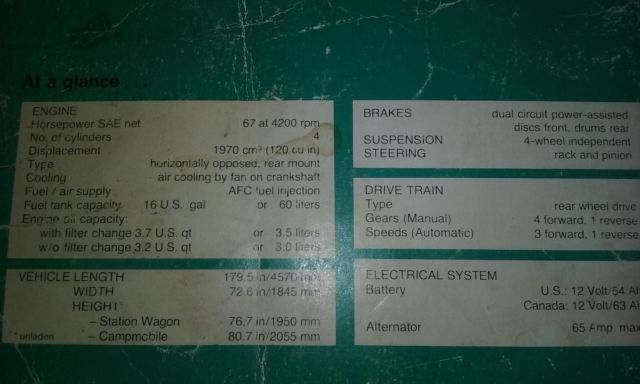 At a glance . . .
ENGINE
Horsepower SAE net 67 at 4200 rpm
No. of cylinders 4
Displacement 1970 cm³ (120 cu in)
Type horizontally opposed, rear mount
Cooling air cooling by fan on crankshaft
Fuel / air supply AFC fuel injection
Fuel tank capacity 16 U.S. gal or 60 liters
Engine oil capacity:
with filter change 3.7 U.S. qt or 3.5 liters
w/o filter change 3.2 U.S. qt or 3.0 liters
VEHICLE LENGTH 179.5 in/4570 mm
WIDTH 72.6 in/1845 mm
HEIGHT*
– Station Wagon 76.7 in/1950 mm
* unladen – Campmobile 80.7 in/2055 mm
BRAKES dual circuit power-assisted
discs front, drums rear
SUSPENSION 4-wheel independent
STEERING rack and pinion
DRIVE TRAIN
Type rear wheel drive
Gears (Manual) 4 forward, 1 reverse
Speeds (Automatic) 3 forward, 1 reverse
ELECTRICAL SYSTEM
Battery U.S.: 12 Volt/54 Ah
Canada: 12 Volt/63 Ah
Alternator 65 Amp. max